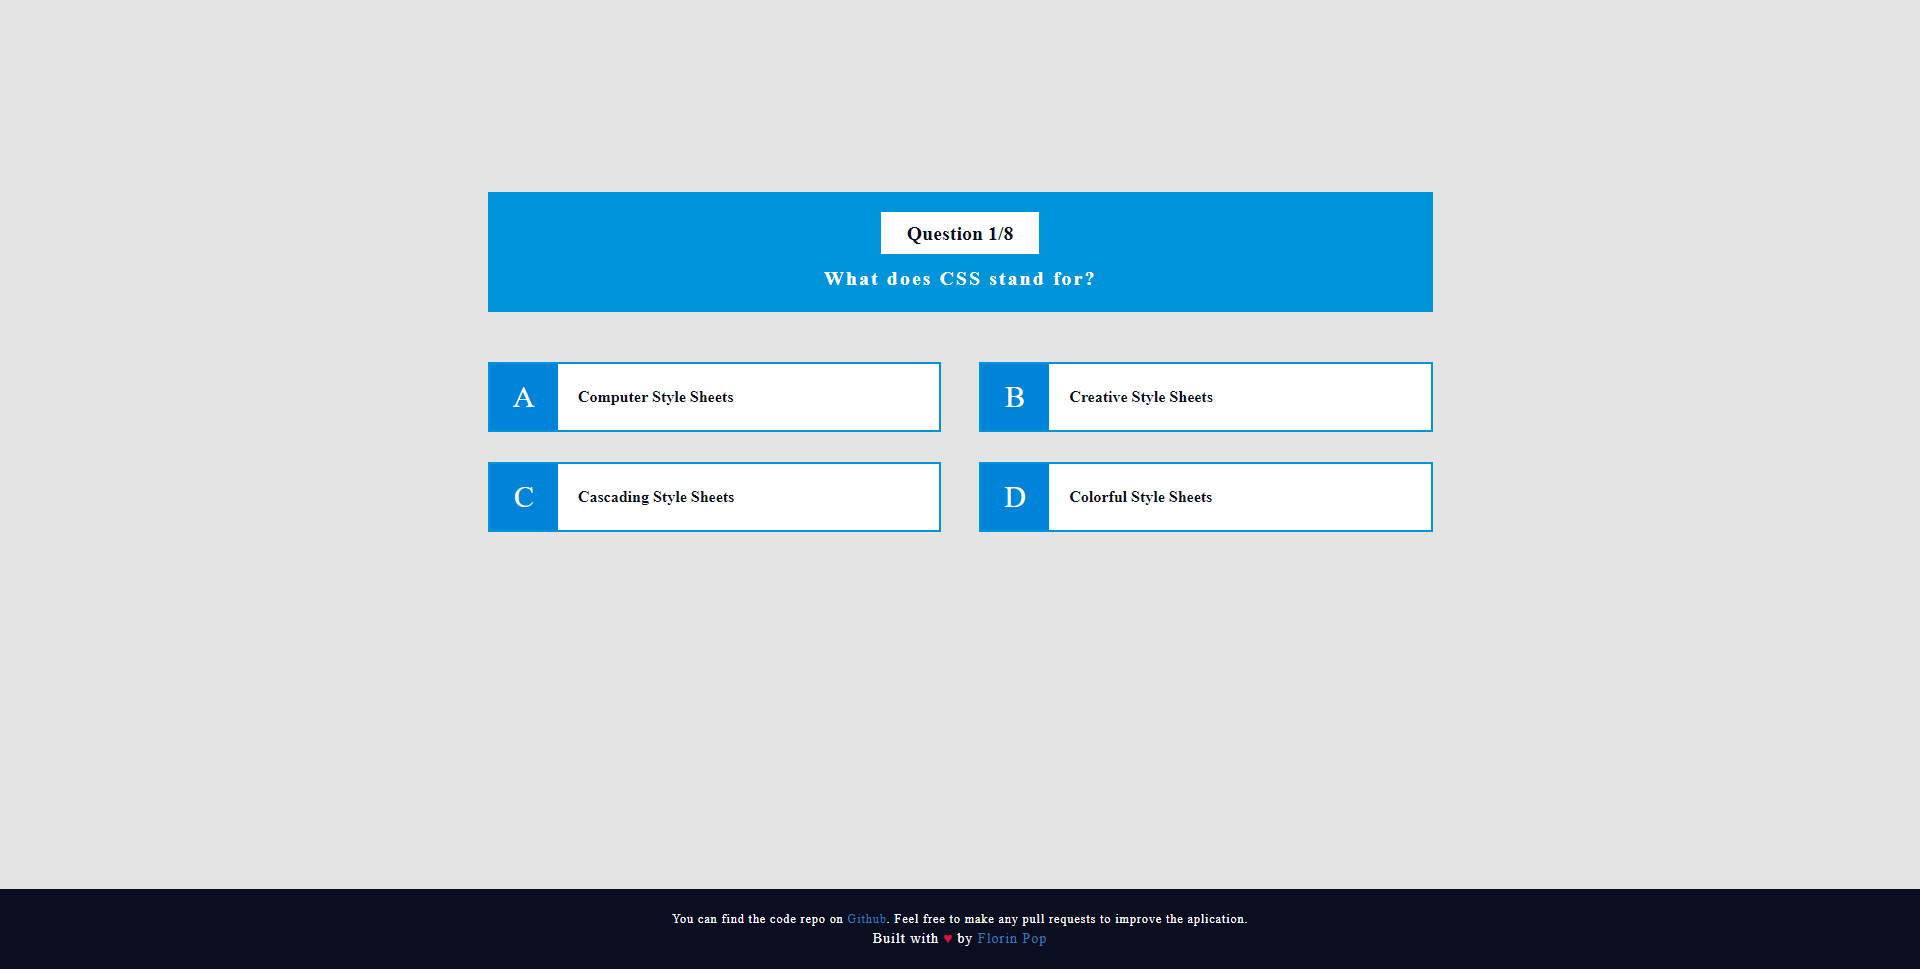 Question 1/8
What does CSS stand for?
A Computer Style Sheets
B Creative Style Sheets
C Cascading Style Sheets
D Colorful Style Sheets
You can find the code repo on Github. Feel free to make any pull requests to improve the aplication.
Built with ♥ by Florin Pop